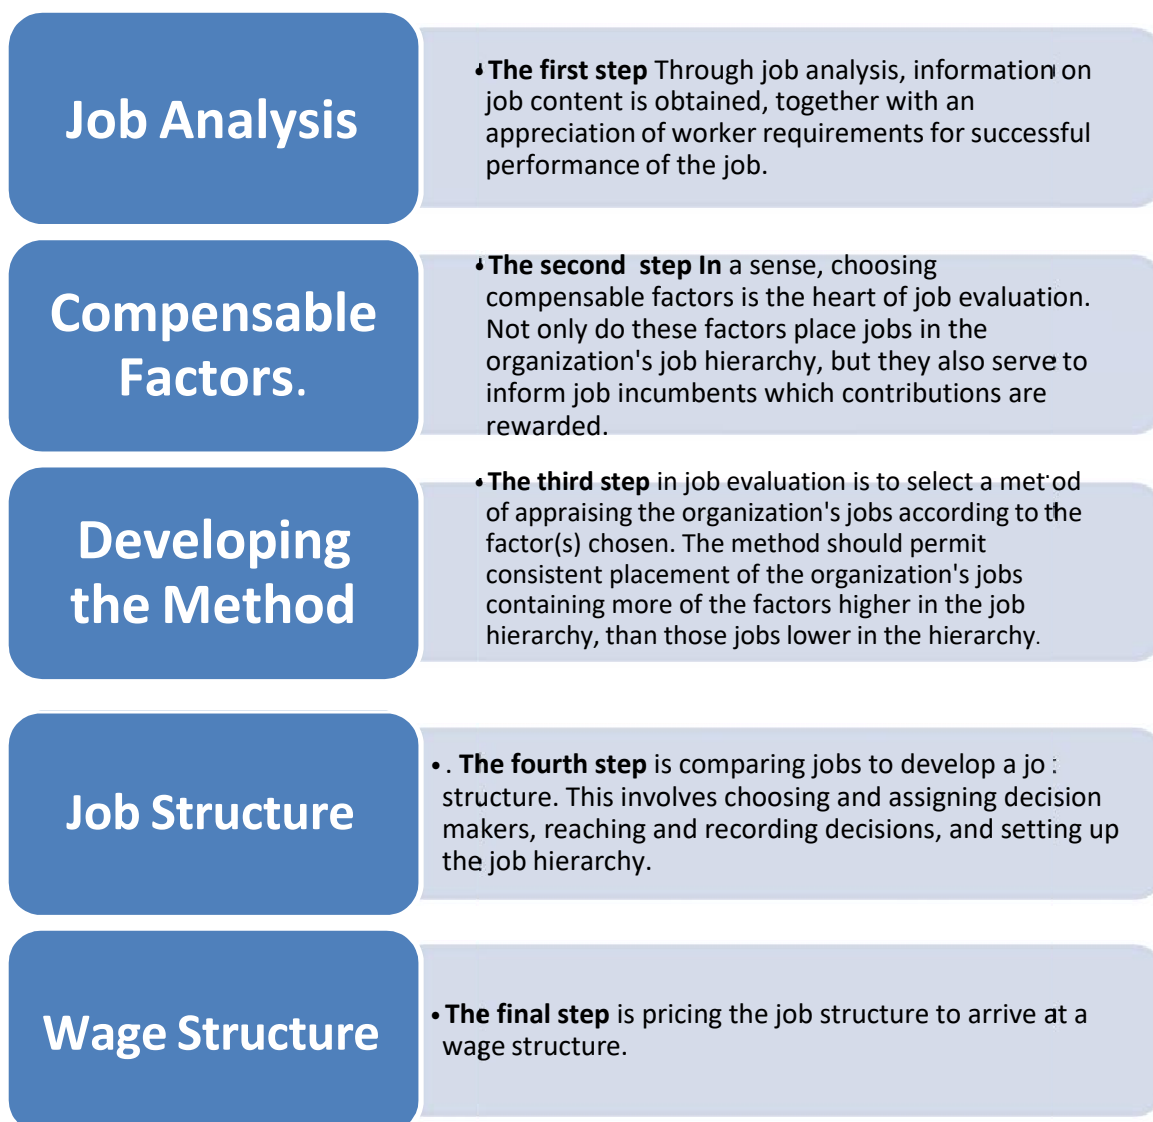 Job Analysis
• The first step Through job analysis, information on
job content is obtained, together with an
appreciation of worker requirements for successful
performance of the job.
Compensable
Factors.
• The second step In a sense, choosing
compensable factors is the heart of job evaluation.
Not only do these factors place jobs in the
organization's job hierarchy, but they also serve to
inform job incumbents which contributions are
rewarded.
Developing
the Method
• The third step in job evaluation is to select a met od
of appraising the organization's jobs according to the
factor(s) chosen. The method should permit
consistent placement of the organization's jobs
containing more of the factors higher in the job
hierarchy, than those jobs lower in the hierarchy.
Job Structure
• . The fourth step is comparing jobs to develop a jo
structure. This involves choosing and assigning decision
makers, reaching and recording decisions, and setting up
the job hierarchy.
Wage Structure
• The final step is pricing the job structure to arrive at a
wage structure.